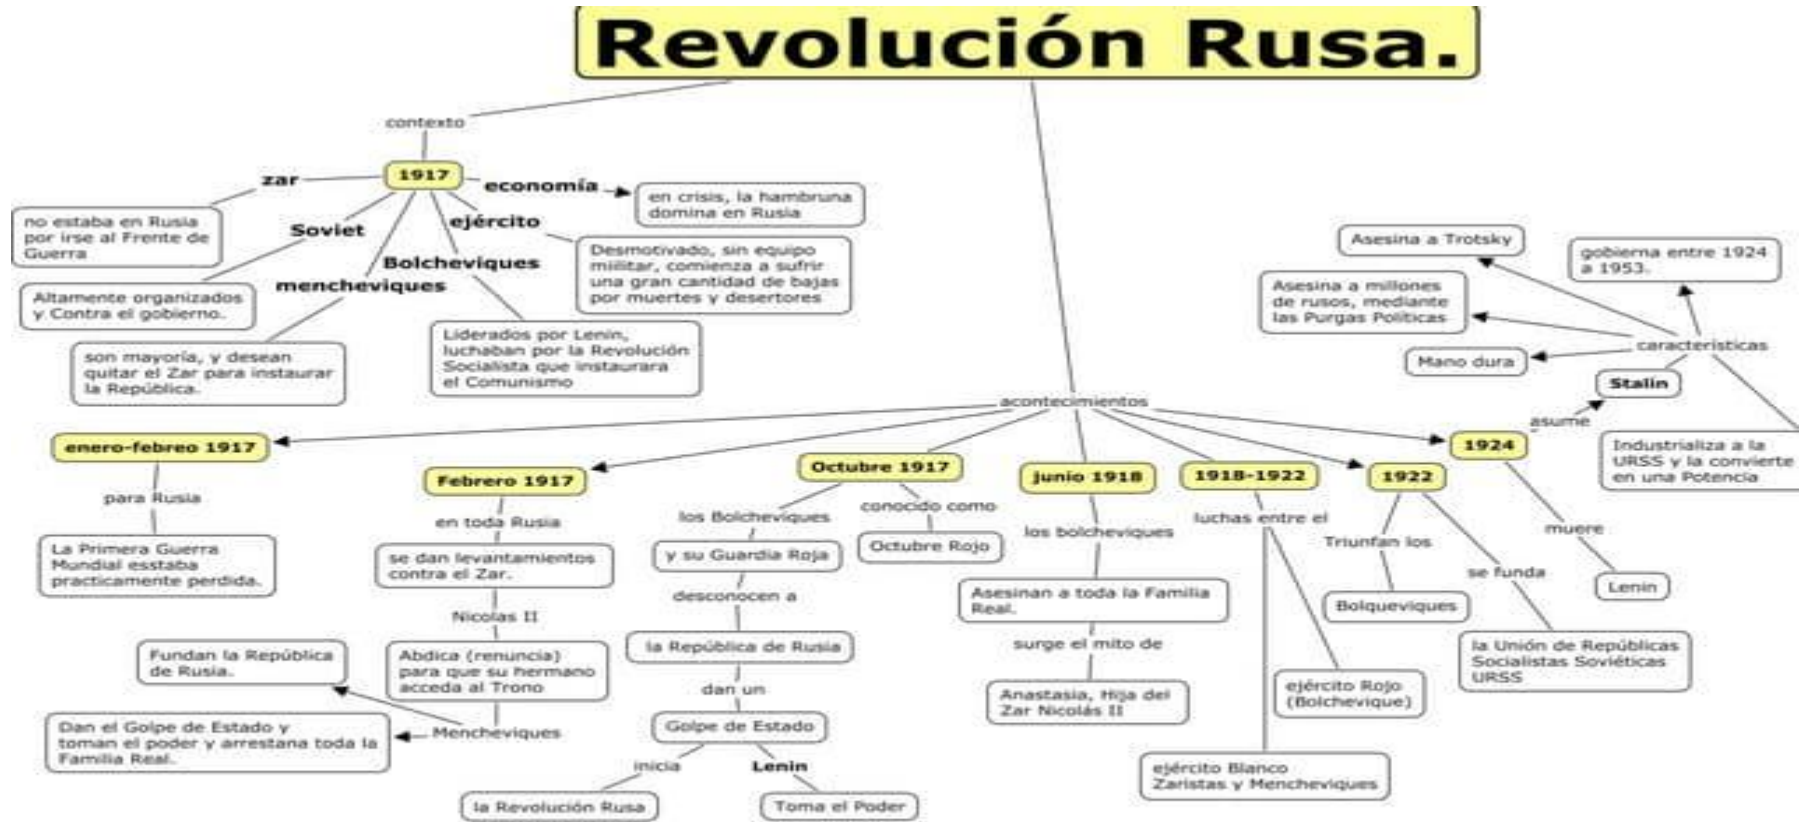 Revolución Rusa.
contexto
1917
zar
no estaba en Rusia
por irse al Frente de
Guerra
Soviet
Altamente organizados
y Contra el gobierno.
mencheviques
son mayoría, y desean
quitar el Zar para instaurar
la República.
Bolcheviques
Liderados por Lenin,
luchaban por la Revolución
Socialista que instaurara
el Comunismo
ejército
Desmotivado, sin equipo
militar, comienza a sufrir
una gran cantidad de bajas
por muertes y desertores
economía
en crisis, la hambruna
domina en Rusia
acontecimientos
enero-febreo 1917
para Rusia
La Primera Guerra
Mundial esstaba
practicamente perdida.
Febrero 1917
en toda Rusia
se dan levantamientos
contra el Zar.
Nicolas II
Abdica (renuncia)
para que su hermano
acceda al Trono
Mencheviques
Fundan la República
de Rusia.
Dan el Golpe de Estado y
toman el poder y arrestana toda la
Familia Real.
Octubre 1917
los Bolcheviques
y su Guardia Roja
desconocen a
la República de Rusia
dan un
Golpe de Estado
inicia
la Revolución Rusa
Lenin
Toma el Poder
conocido como
Octubre Rojo
junio 1918
los bolcheviques
Asesinan a toda la Familia
Real.
surge el mito de
Anastasia, Hija del
Zar Nicolás II
1918-1922
luchas entre el
ejército Rojo
(Bolchevique)
ejército Blanco
Zaristas y Mencheviques
1922
Triunfan los
Bolqueviques
se funda
la Unión de Repúblicas
Socialistas Soviéticas
URSS
1924
muere
Lenin
asume
Stalin
características
Asesina a Trotsky
gobierna entre 1924
a 1953.
Asesina a millones
de rusos, mediante
las Purgas Políticas
Mano dura
Industrializa a la
URSS y la convierte
en una Potencia